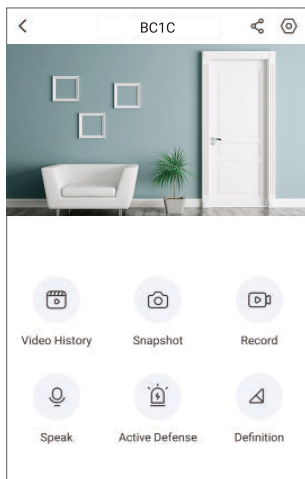 BC1C
Video History Snapshot Record
Speak Active Defense Definition